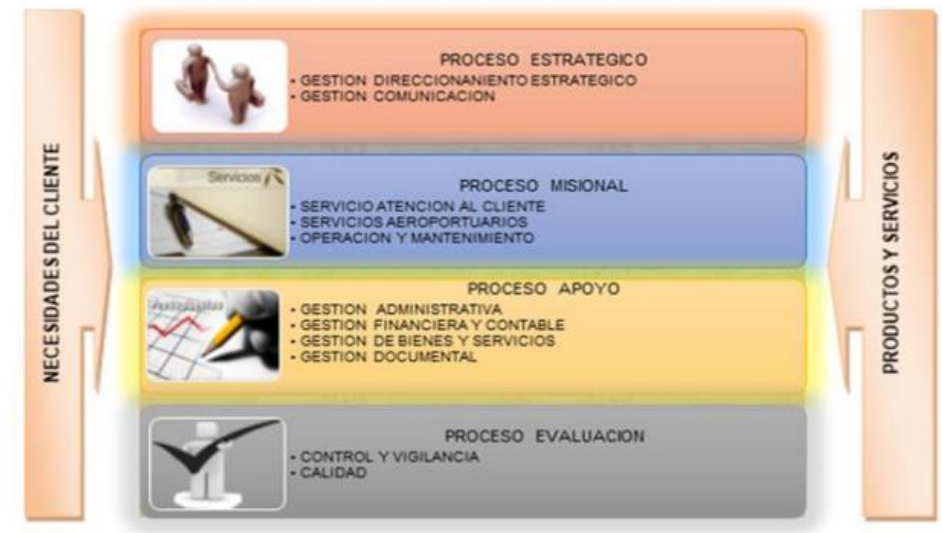 NECESIDADES DEL CLIENTE
PROCESO ESTRATEGICO
- GESTION DIRECCIONANIENTO ESTRATEGICO
- GESTION COMUNICACION
Servicios
PROCESO MISIONAL
- SERVICIO ATENCION AL CLIENTE
- SERVICIOS AEROPORTUARIOS
- OPERACION Y MANTENIMIENTO
PROCESO APOYO
- GESTION ADMINISTRATIVA
- GESTION FINANCIERA Y CONTABLE
- GESTION DE BIENES Y SERVICIOS
- GESTION DOCUMENTAL
PROCESO EVALUACION
- CONTROL Y VIGILANCIA
- CALIDAD
PRODUCTOS Y SERVICIOS